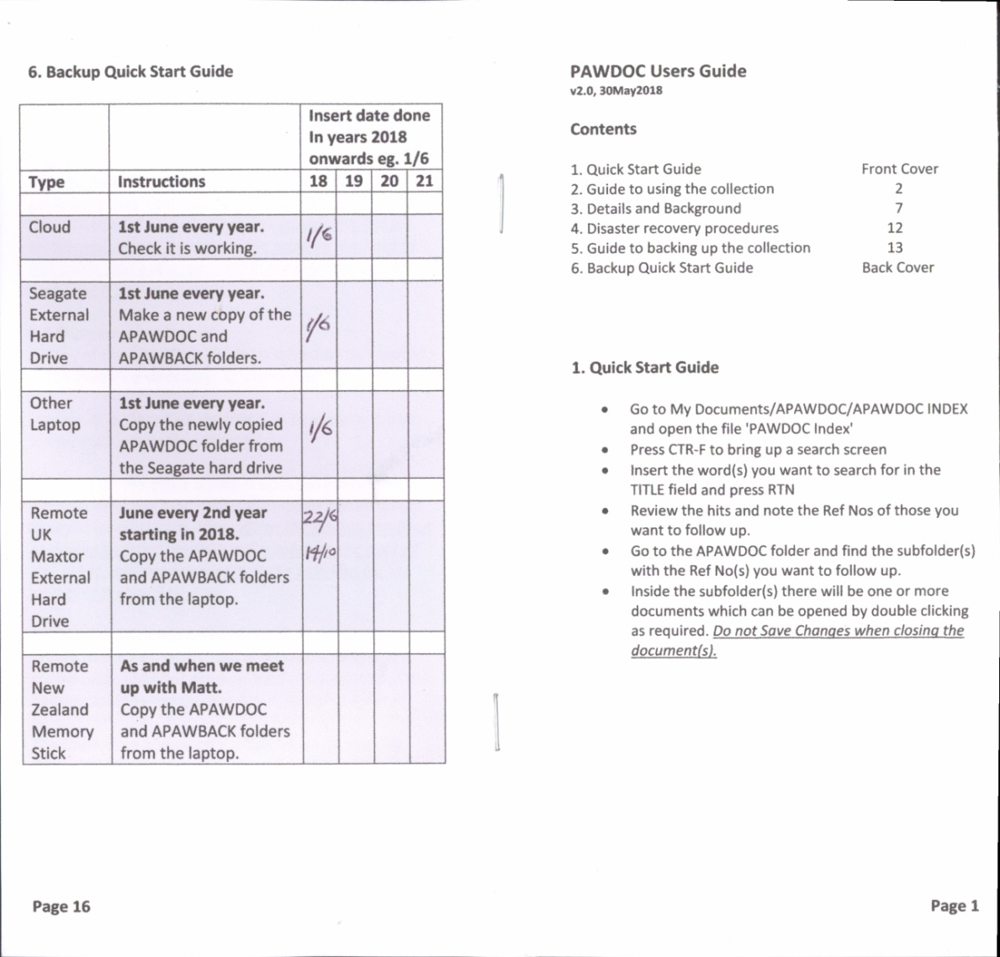 6. Backup Quick Start Guide
Insert date done
In years 2018
onwards eg. 1/6
Type Instructions 18 19 20 21
Cloud 1st June every year. 1/6
Check it is working.
Seagate 1st June every year.
External Make a new copy of the 1/6
Hard APAWDOC and
Drive APAWBACK folders.
Other 1st June every year.
Laptop Copy the newly copied 1/6
APAWDOC folder from
the Seagate hard drive
Remote June every 2nd year 22/6
UK starting in 2018.
Maxtor Copy the APAWDOC 14/10
External and APAWBACK folders
Hard from the laptop.
Drive
Remote As and when we meet
New up with Matt.
Zealand Copy the APAWDOC
Memory and APAWBACK folders
Stick from the laptop.
Page 16
PAWDOC Users Guide
v2.0, 30May2018
Contents
1. Quick Start Guide Front Cover
2. Guide to using the collection 2
3. Details and Background 7
4. Disaster recovery procedures 12
5. Guide to backing up the collection 13
6. Backup Quick Start Guide Back Cover
1. Quick Start Guide
• Go to My Documents/APAWDOC/APAWDOC INDEX
and open the file 'PAWDOC Index'
• Press CTR-F to bring up a search screen
• Insert the word(s) you want to search for in the
TITLE field and press RTN
• Review the hits and note the Ref Nos of those you
want to follow up.
• Go to the APAWDOC folder and find the subfolder(s)
with the Ref No(s) you want to follow up.
• Inside the subfolder(s) there will be one or more
documents which can be opened by double clicking
as required. Do not Save Changes when closing the
document(s).
Page 1